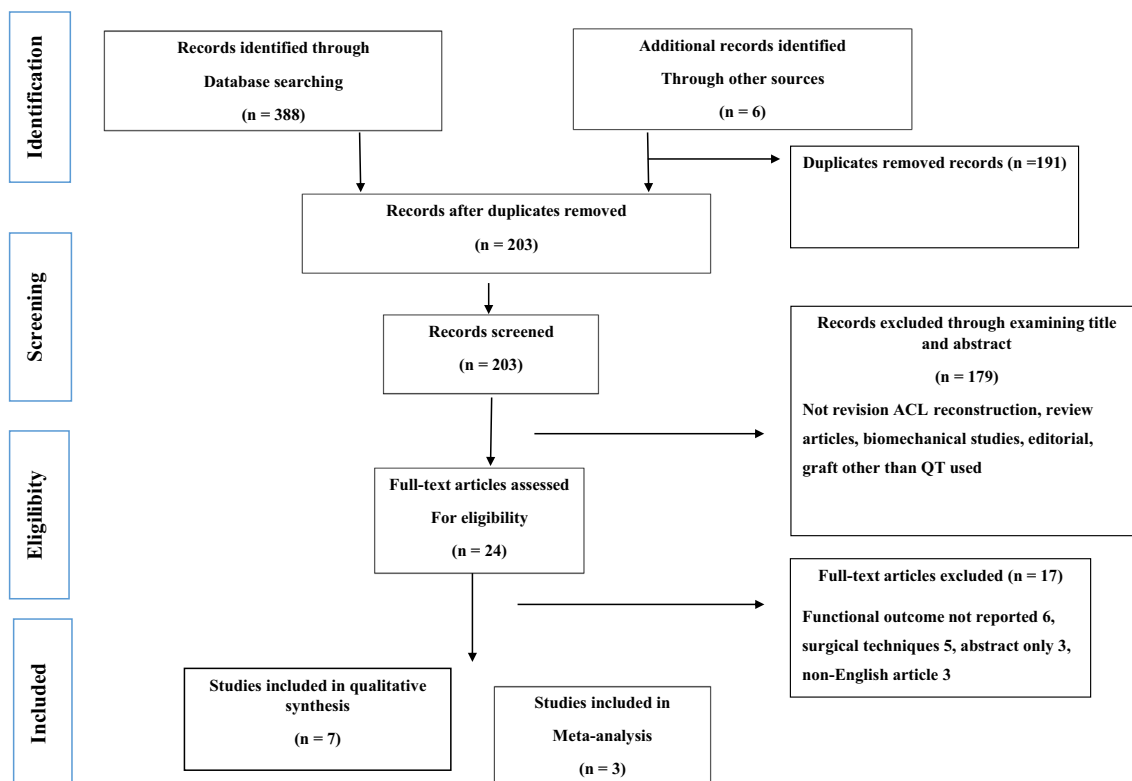 Identification
Records identified through
Database searching
(n = 388)
Additional records identified
Through other sources
(n = 6)
Duplicates removed records (n =191)
Records after duplicates removed
(n = 203)
Screening
Records screened
(n = 203)
Records excluded through examining title
and abstract
(n = 179)
Not revision ACL reconstruction, review
articles, biomechanical studies, editorial,
graft other than QT used
Eligilibity
Full-text articles assessed
For eligibility
(n = 24)
Full-text articles excluded (n = 17)
Functional outcome not reported 6,
surgical techniques 5, abstract only 3,
non-English article 3
Included
Studies included in qualitative
synthesis
(n = 7)
Studies included in
Meta-analysis
(n = 3)